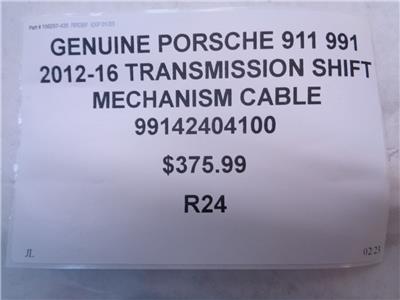 GENUINE PORSCHE 911 991
2012-16 TRANSMISSION SHIFT
MECHANISM CABLE
99142404100
$375.99
R24
JL 02/23